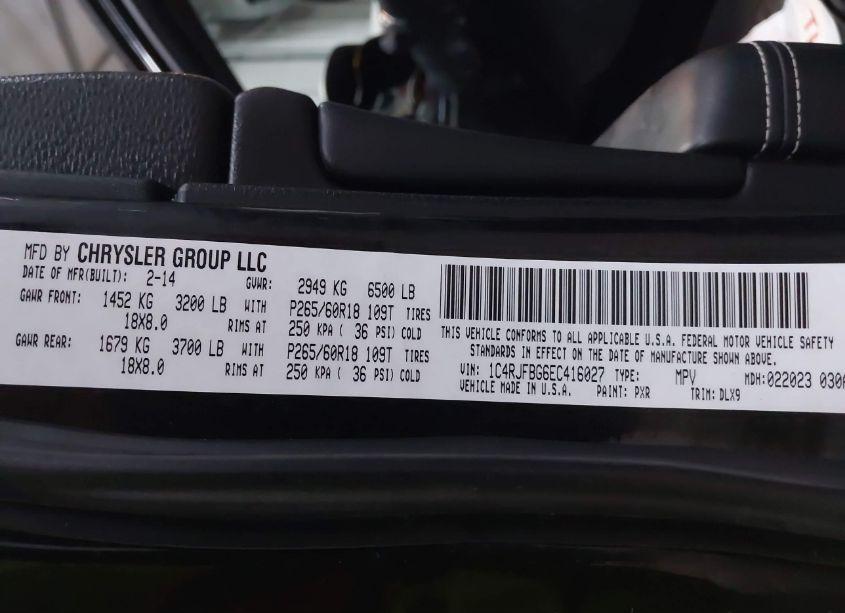 MFD BY CHRYSLER GROUP LLC
DATE OF MFR(BUILT): 2-14 GVWR: 2949 KG 6500 LB
GAWR FRONT: 1452 KG 3200 LB WITH P265/60R18 109T TIRES
18X8.0 RIMS AT 250 KPA ( 36 PSI) COLD
GAWR REAR: 1679 KG 3700 LB WITH P265/60R18 109T TIRES
18X8.0 RIMS AT 250 KPA ( 36 PSI) COLD
THIS VEHICLE CONFORMS TO ALL APPLICABLE U.S.A. FEDERAL MOTOR VEHICLE SAFETY
STANDARDS IN EFFECT ON THE DATE OF MANUFACTURE SHOWN ABOVE.
VIN: 1C4RJFBG6EC416027 TYPE: MPV MDH:022023 030A
VEHICLE MADE IN U.S.A. PAINT: PXR TRIM: DLX9